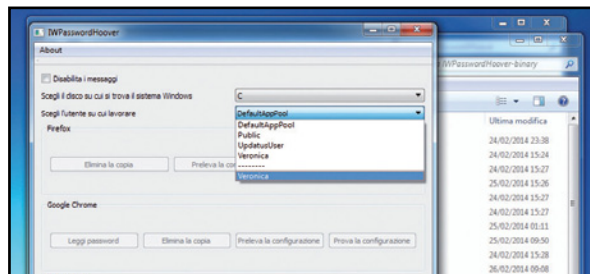 IWPasswordHoover
About
Disabilita i messaggi
Scegli il disco su cui si trova il sistema Windows
C
Scegli l'utente su cui lavorare
DefaultAppPool
DefaultAppPool
Public
UpdatusUser
Veronica
--------
Veronica
Firefox
Elimina la copia
Preleva la co
Google Chrome
Leggi password
Elimina la copia
Preleva la configurazione
Prova la configurazione
IWPasswordHoover-binary
Ultima modifica
24/02/2014 23:38
24/02/2014 15:24
24/02/2014 15:27
25/02/2014 15:26
24/02/2014 15:27
24/02/2014 15:27
25/02/2014 01:11
25/02/2014 09:50
24/02/2014 15:28
26/02/2014 09:08